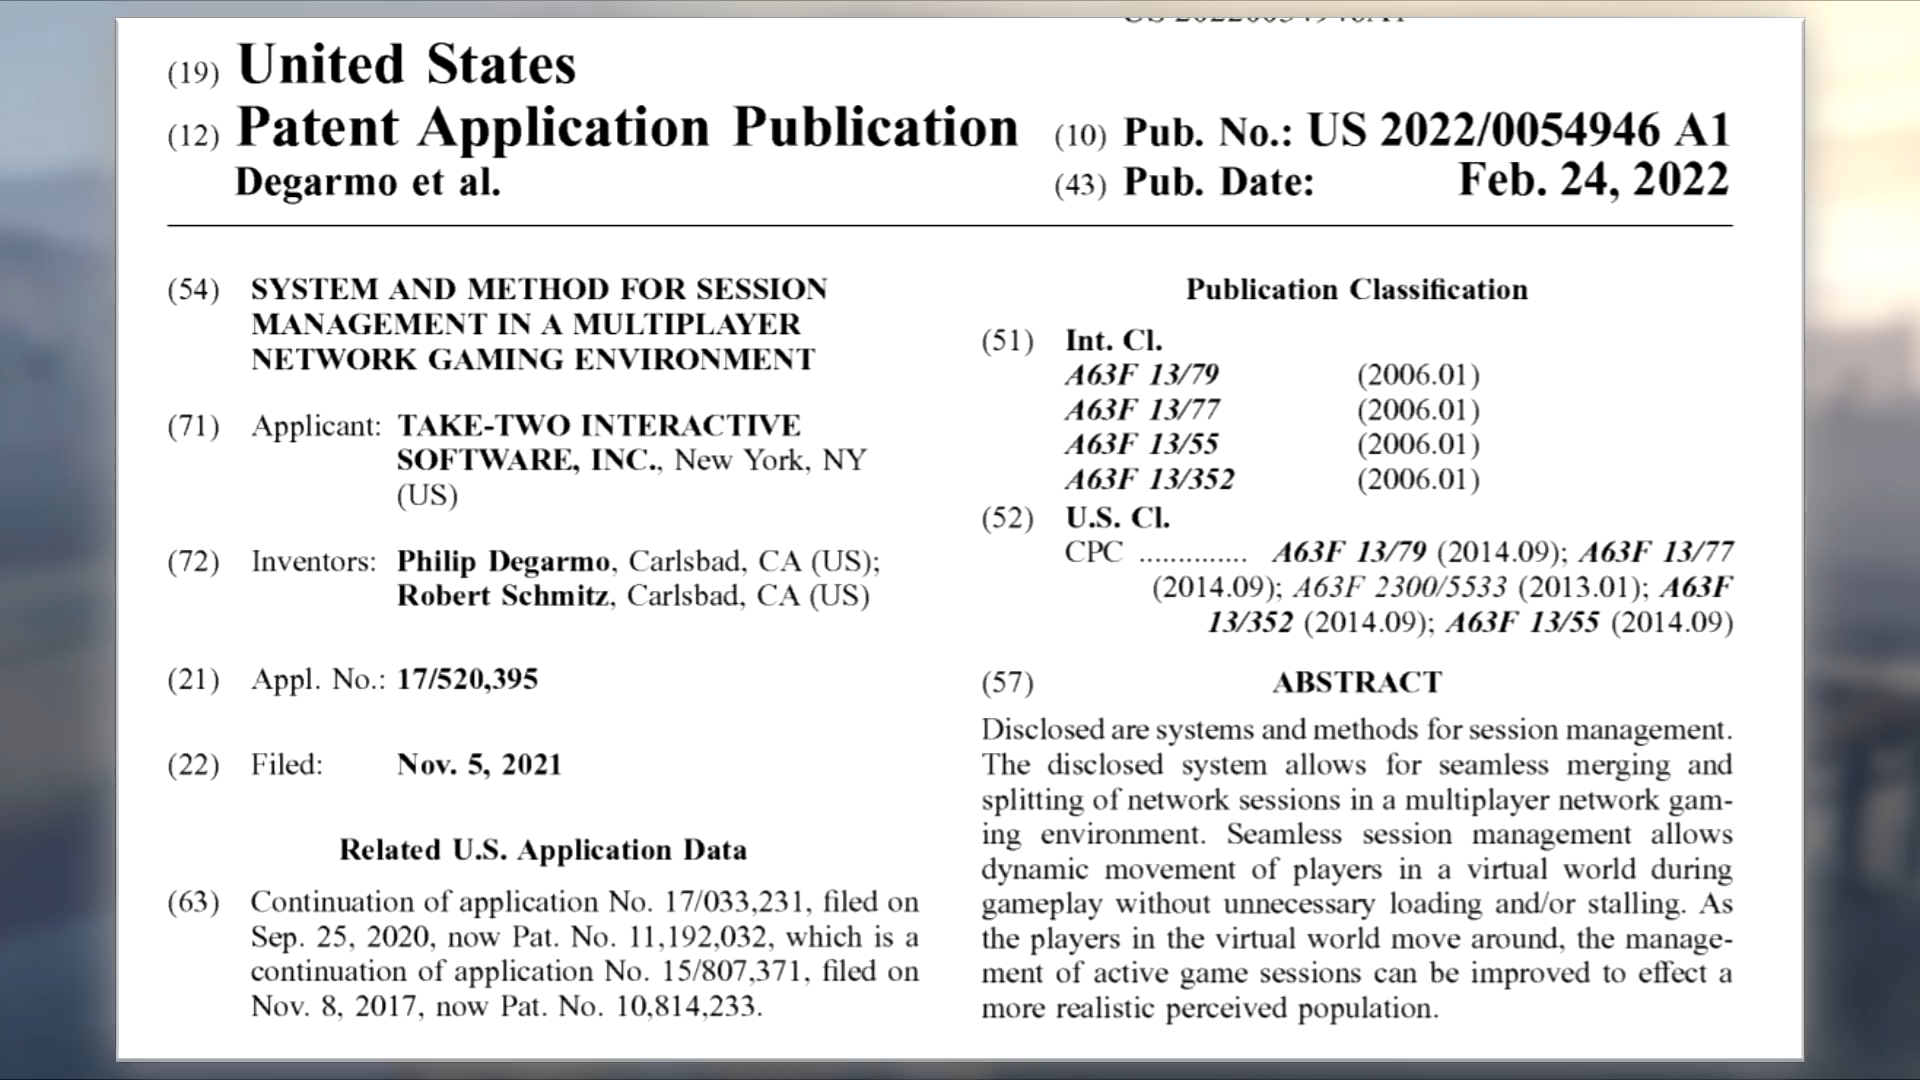 (19) United States
(12) Patent Application Publication
Degarmo et al.
(10) Pub. No.: US 2022/0054946 A1
(43) Pub. Date: Feb. 24, 2022
(54) SYSTEM AND METHOD FOR SESSION
MANAGEMENT IN A MULTIPLAYER
NETWORK GAMING ENVIRONMENT
(71) Applicant: TAKE-TWO INTERACTIVE
SOFTWARE, INC., New York, NY
(US)
(72) Inventors: Philip Degarmo, Carlsbad, CA (US);
Robert Schmitz, Carlsbad, CA (US)
(21) Appl. No.: 17/520,395
(22) Filed: Nov. 5, 2021
Related U.S. Application Data
(63) Continuation of application No. 17/033,231, filed on
Sep. 25, 2020, now Pat. No. 11,192,032, which is a
continuation of application No. 15/807,371, filed on
Nov. 8, 2017, now Pat. No. 10,814,233.
Publication Classification
(51) Int. Cl.
A63F 13/79 (2006.01)
A63F 13/77 (2006.01)
A63F 13/55 (2006.01)
A63F 13/352 (2006.01)
(52) U.S. Cl.
CPC .............. A63F 13/79 (2014.09); A63F 13/77
(2014.09); A63F 2300/5533 (2013.01); A63F
13/352 (2014.09); A63F 13/55 (2014.09)
(57) ABSTRACT
Disclosed are systems and methods for session management.
The disclosed system allows for seamless merging and
splitting of network sessions in a multiplayer network gam-
ing environment. Seamless session management allows
dynamic movement of players in a virtual world during
gameplay without unnecessary loading and/or stalling. As
the players in the virtual world move around, the manage-
ment of active game sessions can be improved to effect a
more realistic perceived population.